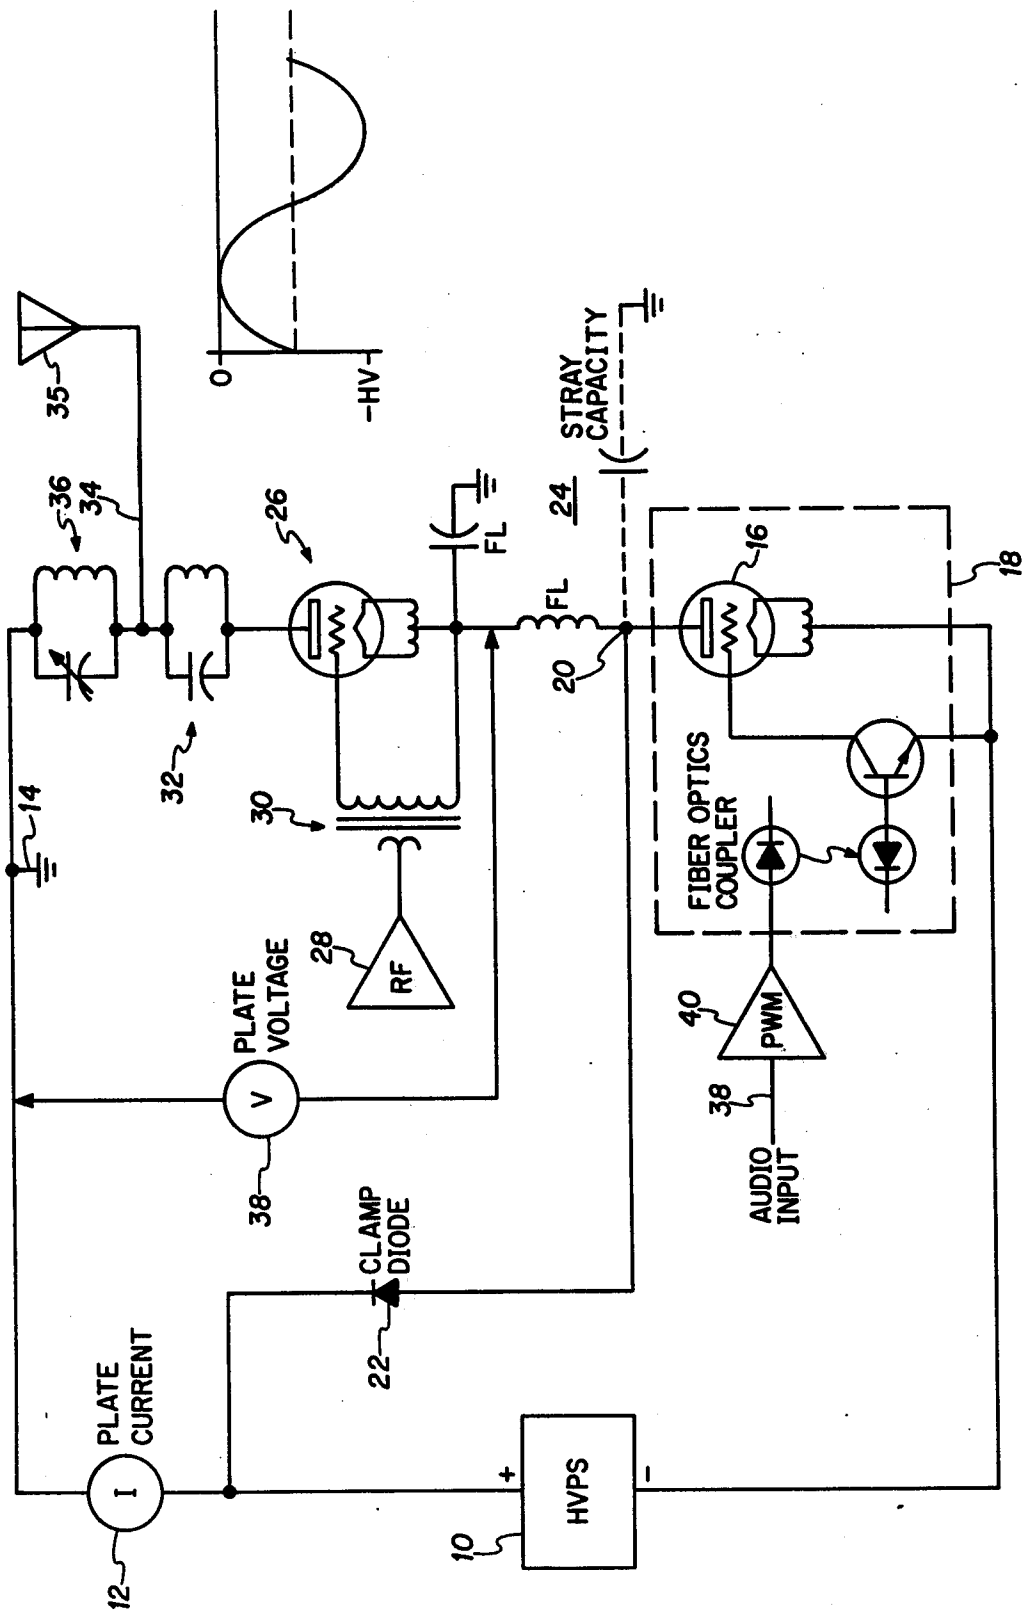 35
0
-HV
36
34
26
FL
24
STRAY
CAPACITY
32
14
30
28
RF
FL
20
16
18
FIBER OPTICS
COUPLER
PLATE
VOLTAGE
V
38
40
PWM
38
AUDIO
INPUT
CLAMP
DIODE
22
PLATE
CURRENT
I
12
10
HVPS
+
-